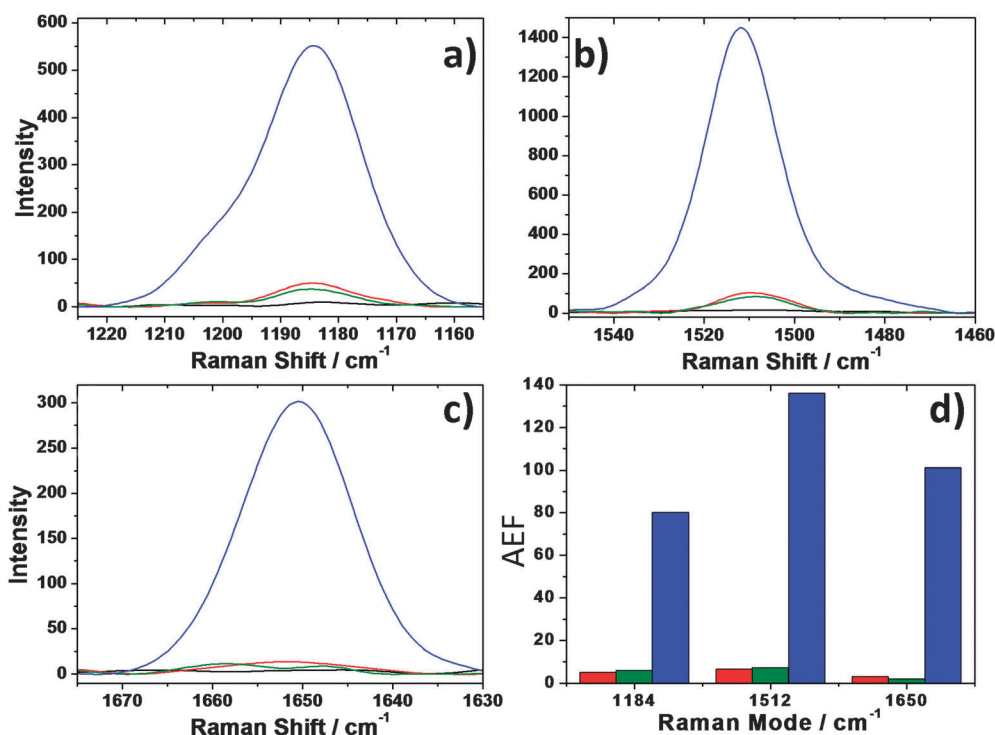 a)
600
500
400
300
200
100
0
Intensity
1220 1210 1200 1190 1180 1170 1160
Raman Shift / cm⁻¹
b)
1400
1200
1000
800
600
400
200
0
1540 1520 1500 1480 1460
Raman Shift / cm⁻¹
c)
300
250
200
150
100
50
0
Intensity
1670 1660 1650 1640 1630
Raman Shift / cm⁻¹
d)
140
120
100
80
60
40
20
0
AEF
1184 1512 1650
Raman Mode / cm⁻¹